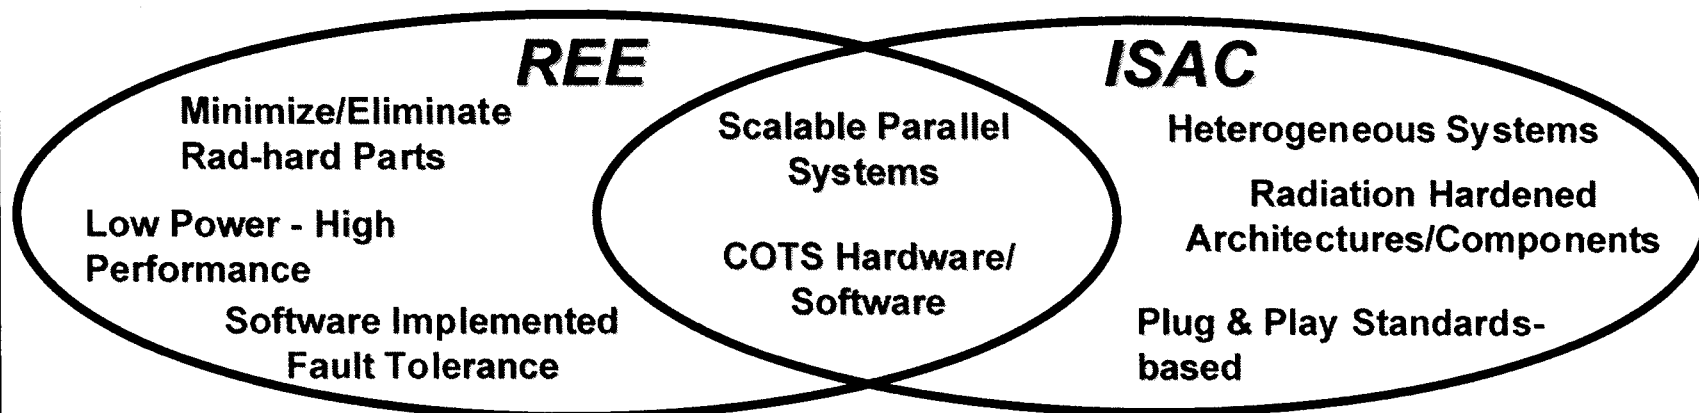 REE
Minimize/Eliminate
Rad-hard Parts
Low Power - High
Performance
Software Implemented
Fault Tolerance
Scalable Parallel
Systems
COTS Hardware/
Software
ISAC
Heterogeneous Systems
Radiation Hardened
Architectures/Components
Plug & Play Standards-
based